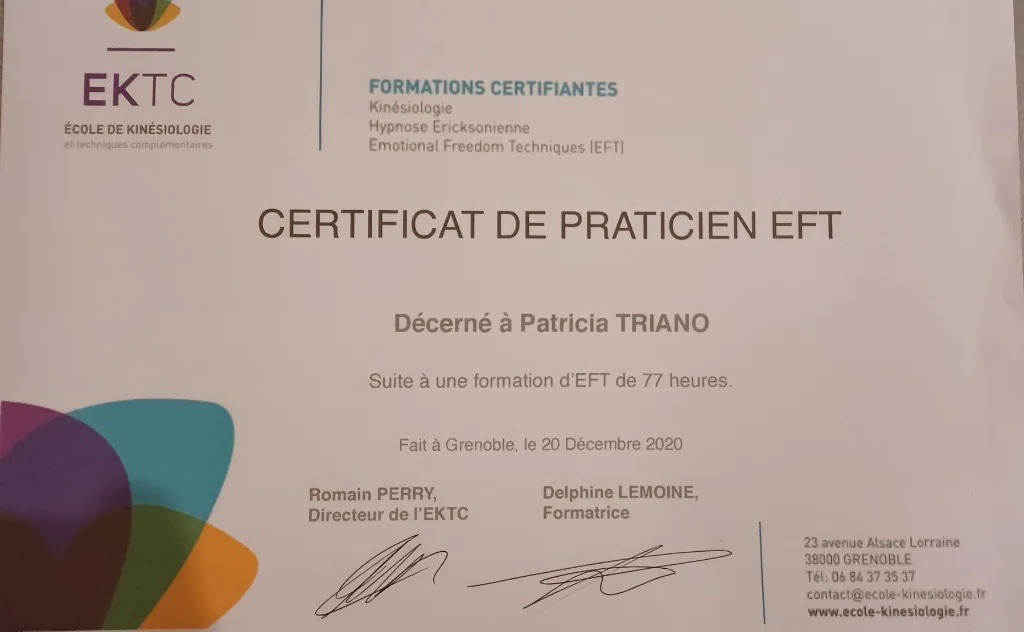 EKTC
ÉCOLE DE KINÉSIOLOGIE
et techniques complémentaires
FORMATIONS CERTIFIANTES
Kinésiologie
Hypnose Ericksonienne
Emotional Freedom Techniques (EFT)
CERTIFICAT DE PRATICIEN EFT
Décerné à Patricia TRIANO
Suite à une formation d'EFT de 77 heures.
Fait à Grenoble, le 20 Décembre 2020
Romain PERRY,
Directeur de l'EKTC
Delphine LEMOINE,
Formatrice
23 avenue Alsace Lorraine
38000 GRENOBLE
Tél: 06 84 37 35 37
contact@ecole-kinesiologie.fr
www.ecole-kinesiologie.fr